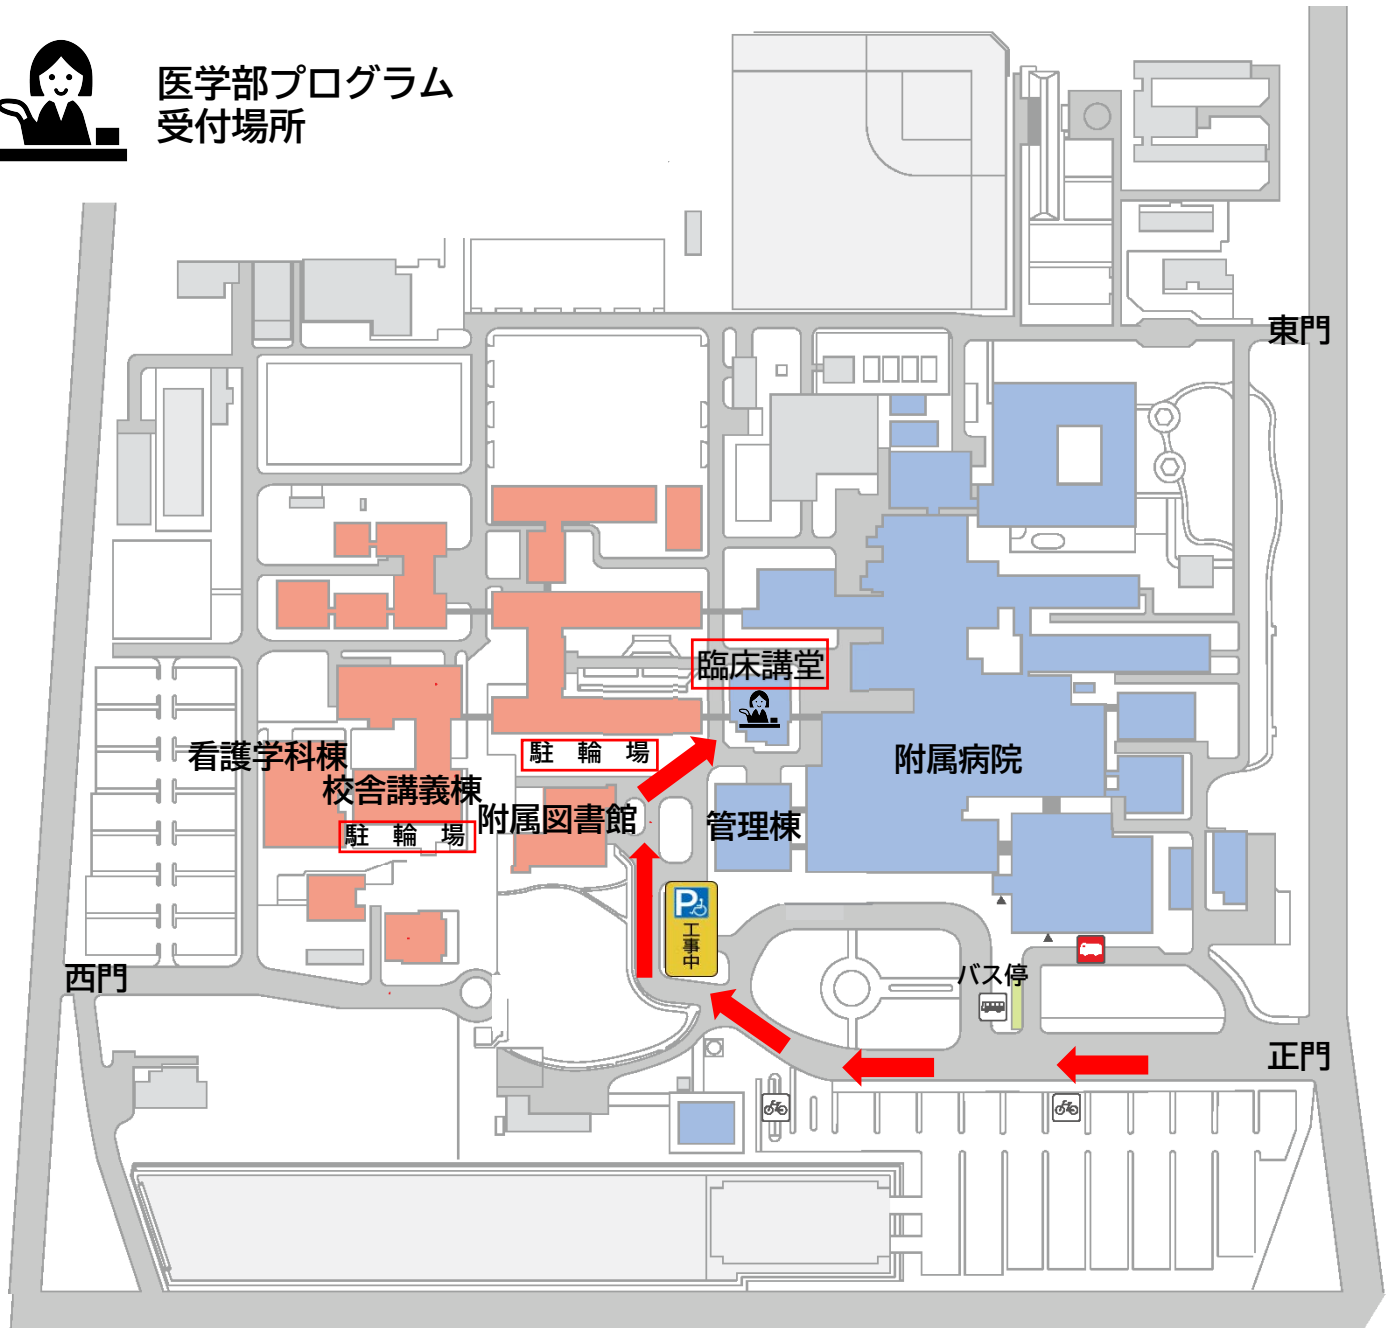 医学部プログラム
受付場所
東門
臨床講堂
看護学科棟
駐 輪 場
附属病院
校舎講義棟
附属図書館
管理棟
駐 輪 場
P
工事中
西門
バス停
正門